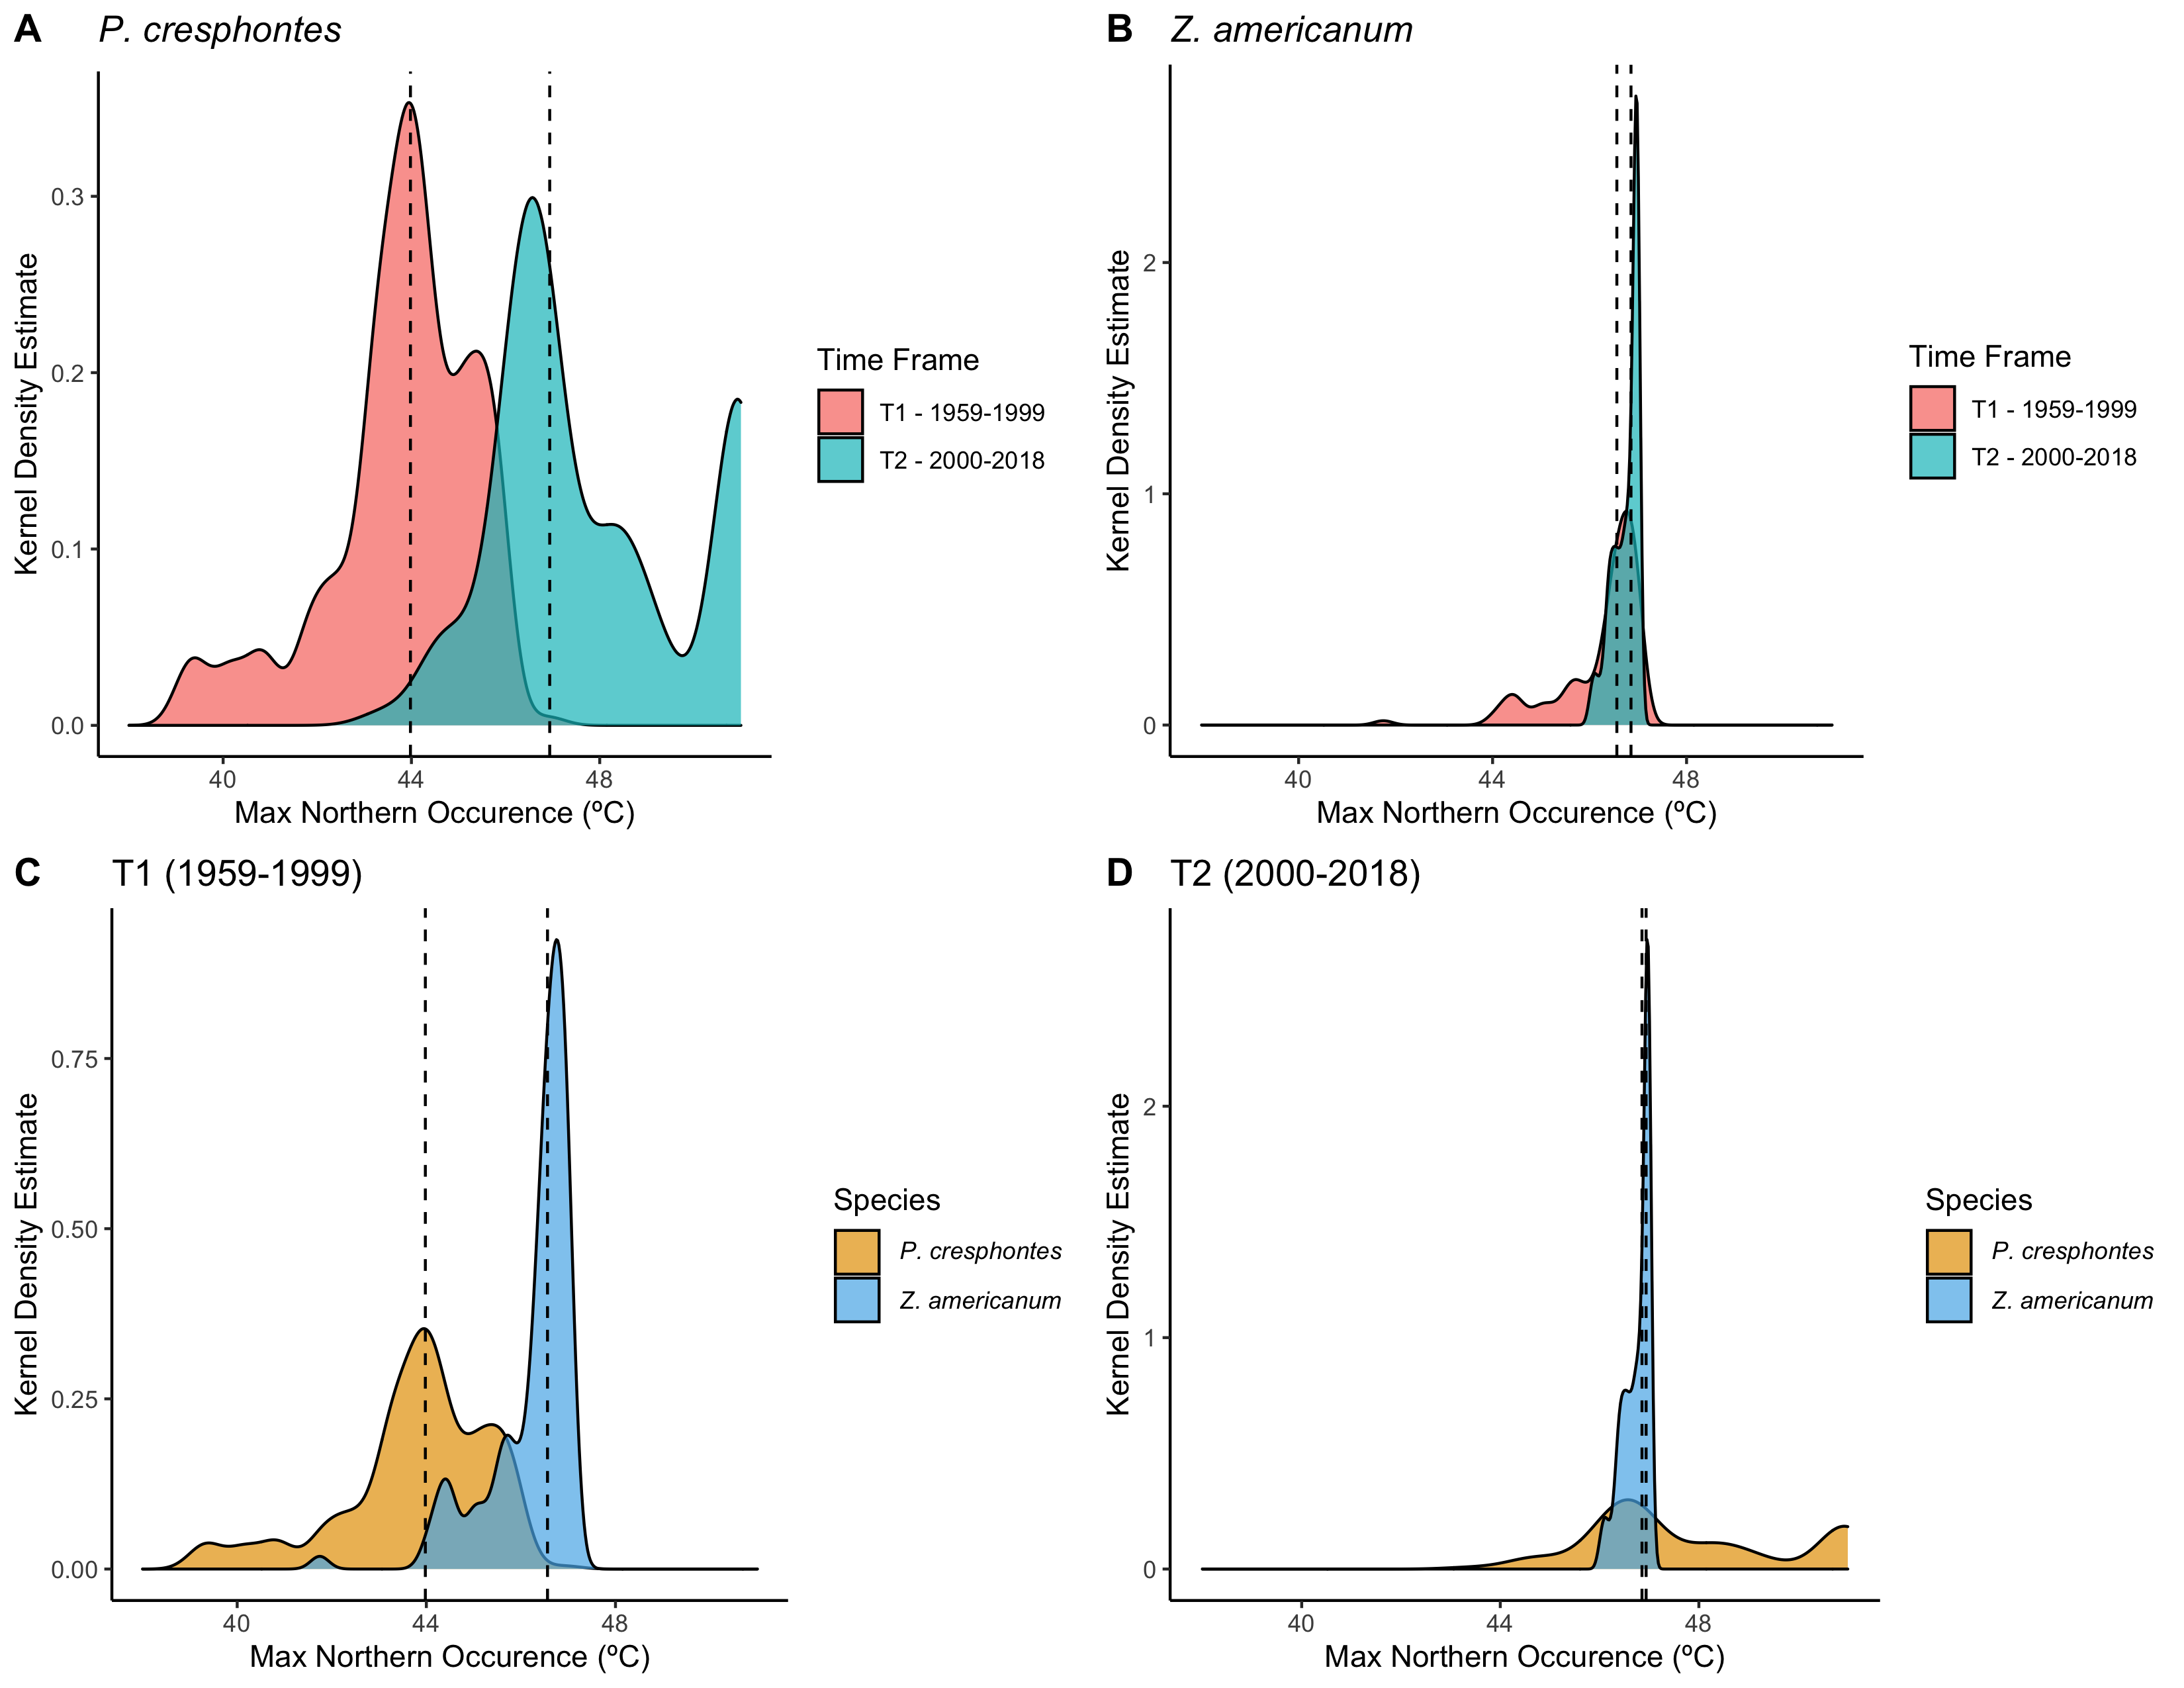 A P. cresphontes
Kernel Density Estimate
0.3
0.2
0.1
0.0
40 44 48
Max Northern Occurence (ºC)
Time Frame
T1 - 1959-1999
T2 - 2000-2018
B Z. americanum
Kernel Density Estimate
2
1
0
40 44 48
Max Northern Occurence (ºC)
Time Frame
T1 - 1959-1999
T2 - 2000-2018
C T1 (1959-1999)
Kernel Density Estimate
0.75
0.50
0.25
0.00
40 44 48
Max Northern Occurence (ºC)
Species
P. cresphontes
Z. americanum
D T2 (2000-2018)
Kernel Density Estimate
2
1
0
40 44 48
Max Northern Occurence (ºC)
Species
P. cresphontes
Z. americanum